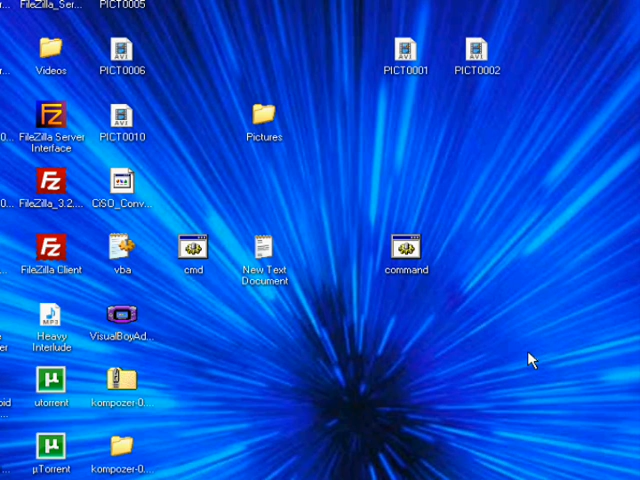 FileZilla_Ser...
PICT0005
Videos
PICT0006
PICT0001
PICT0002
FileZilla Server
Interface
PICT0010
Pictures
FileZilla_3.2....
CiSO_Conv...
FileZilla Client
vba
cmd
New Text
Document
command
Heavy
Interlude
VisualBoyAd...
utorrent
kompozer-0....
µTorrent
kompozer-0....